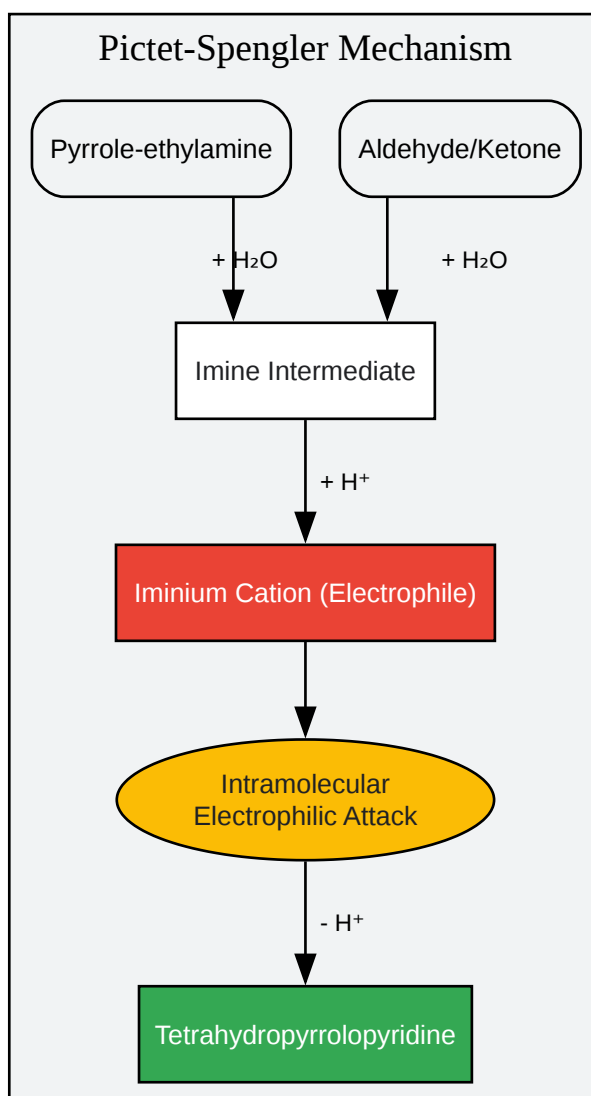 Pictet-Spengler Mechanism
Pyrrole-ethylamine
Aldehyde/Ketone
+ H₂O
+ H₂O
Imine Intermediate
+ H⁺
Iminium Cation (Electrophile)
Intramolecular
Electrophilic Attack
- H⁺
Tetrahydropyrrolopyridine